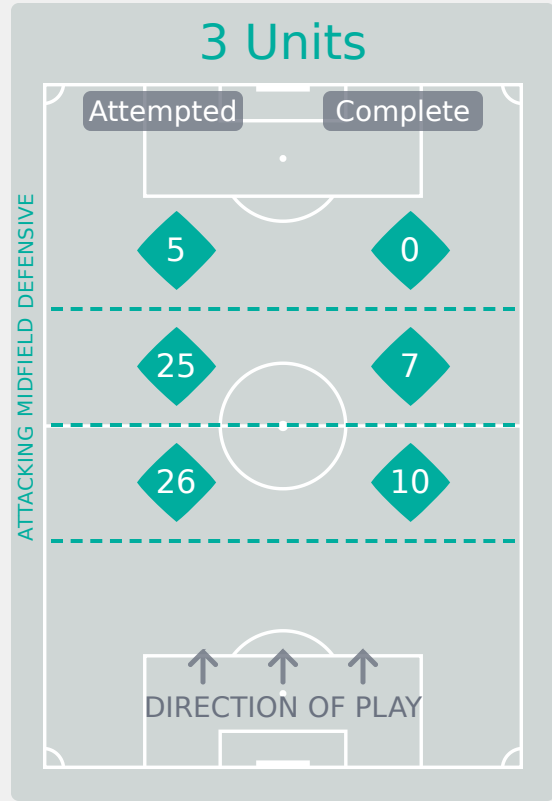 3 Units
Attempted Complete
5 0
25 7
26 10
ATTACKING MIDFIELD DEFENSIVE
DIRECTION OF PLAY